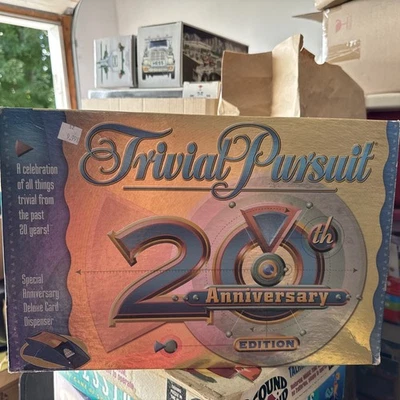 Trivial Pursuit
A celebration
of all things
trivial from
the past
20 years!
20th
Anniversary
EDITION
Special
Anniversary
Deluxe Card
Dispenser
OUND